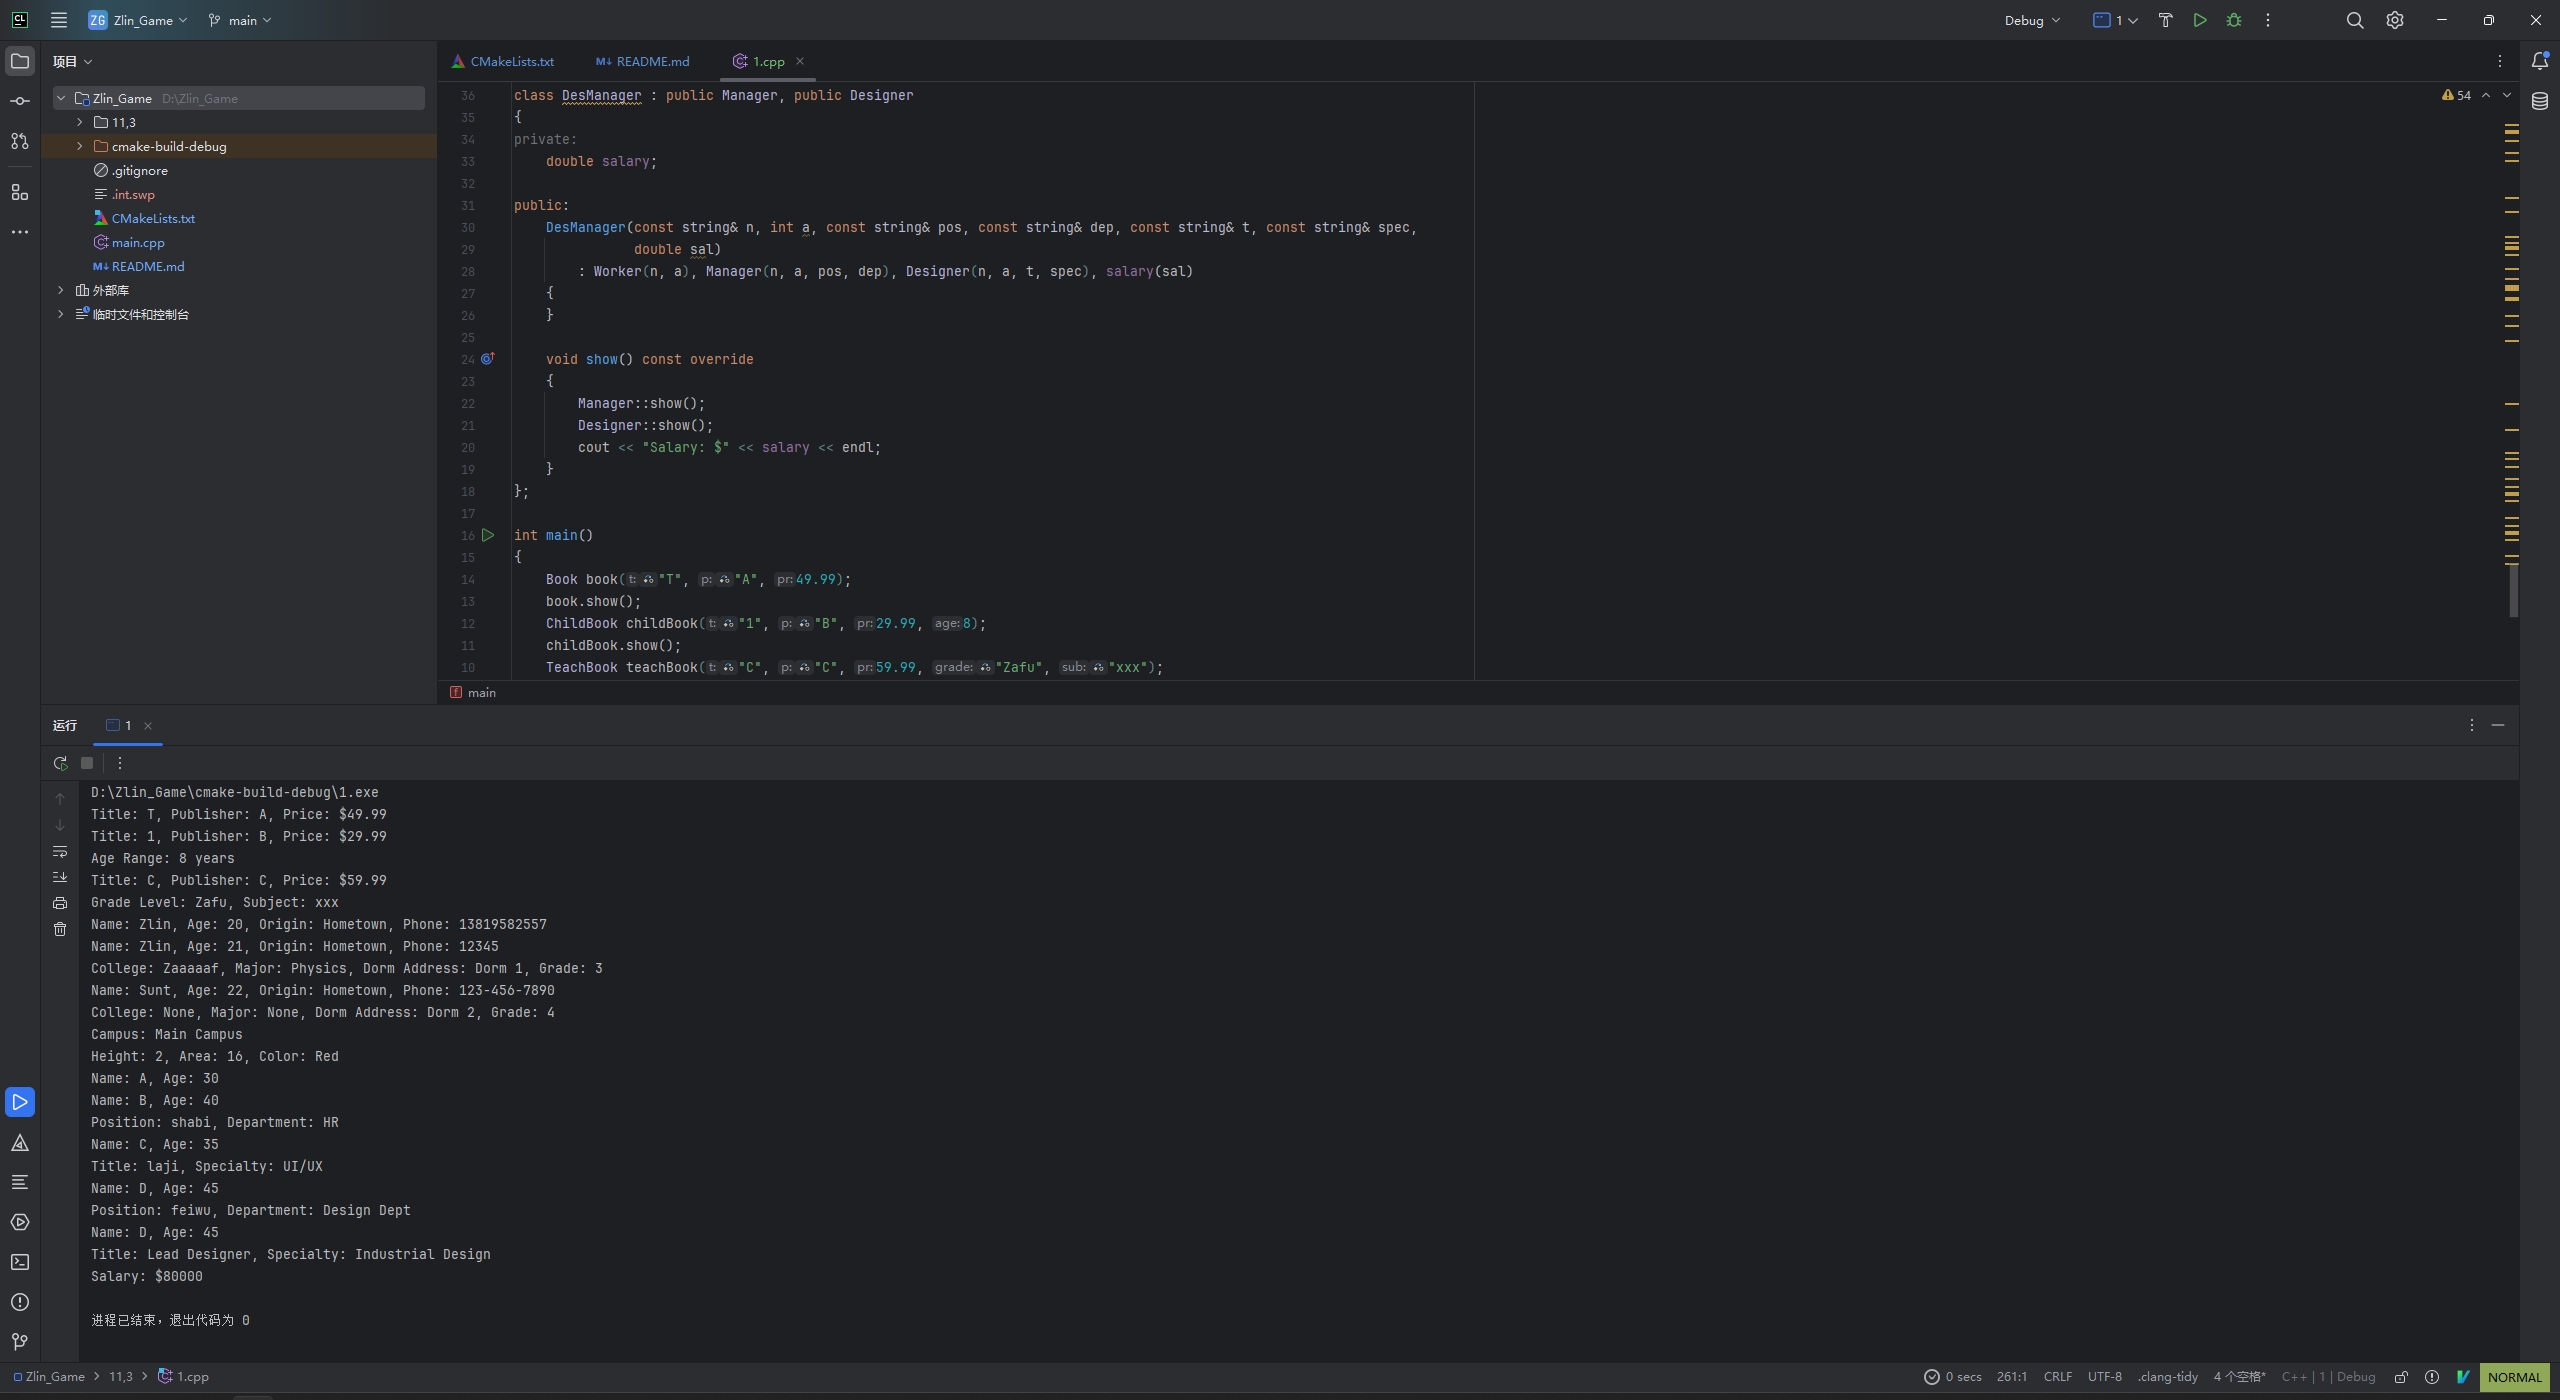 CL ZG Zlin_Game main Debug 1
项目
Zlin_Game D:\Zlin_Game
11,3
cmake-build-debug
.gitignore
.int.swp
CMakeLists.txt
main.cpp
README.md
外部库
临时文件和控制台
CMakeLists.txt README.md 1.cpp
54
36 class DesManager : public Manager, public Designer
35 {
34 private:
33 double salary;
32
31 public:
30 DesManager(const string& n, int a, const string& pos, const string& dep, const string& t, const string& spec,
29 double sal)
28 : Worker(n, a), Manager(n, a, pos, dep), Designer(n, a, t, spec), salary(sal)
27 {
26 }
25
24 void show() const override
23 {
22 Manager::show();
21 Designer::show();
20 cout << "Salary: $" << salary << endl;
19 }
18 };
17
16 int main()
15 {
14 Book book(t: "T", p: "A", pr: 49.99);
13 book.show();
12 ChildBook childBook(t: "1", p: "B", pr: 29.99, age: 8);
11 childBook.show();
10 TeachBook teachBook(t: "C", p: "C", pr: 59.99, grade: "Zafu", sub: "xxx");
f main
运行 1
D:\Zlin_Game\cmake-build-debug\1.exe
Title: T, Publisher: A, Price: $49.99
Title: 1, Publisher: B, Price: $29.99
Age Range: 8 years
Title: C, Publisher: C, Price: $59.99
Grade Level: Zafu, Subject: xxx
Name: Zlin, Age: 20, Origin: Hometown, Phone: 13819582557
Name: Zlin, Age: 21, Origin: Hometown, Phone: 12345
College: Zaaaaaf, Major: Physics, Dorm Address: Dorm 1, Grade: 3
Name: Sunt, Age: 22, Origin: Hometown, Phone: 123-456-7890
College: None, Major: None, Dorm Address: Dorm 2, Grade: 4
Campus: Main Campus
Height: 2, Area: 16, Color: Red
Name: A, Age: 30
Name: B, Age: 40
Position: shabi, Department: HR
Name: C, Age: 35
Title: laji, Specialty: UI/UX
Name: D, Age: 45
Position: feiwu, Department: Design Dept
Name: D, Age: 45
Title: Lead Designer, Specialty: Industrial Design
Salary: $80000
进程已结束，退出代码为 0
Zlin_Game > 11,3 > 1.cpp 0 secs 261:1 CRLF UTF-8 .clang-tidy 4 个空格* C++ | 1 | Debug NORMAL